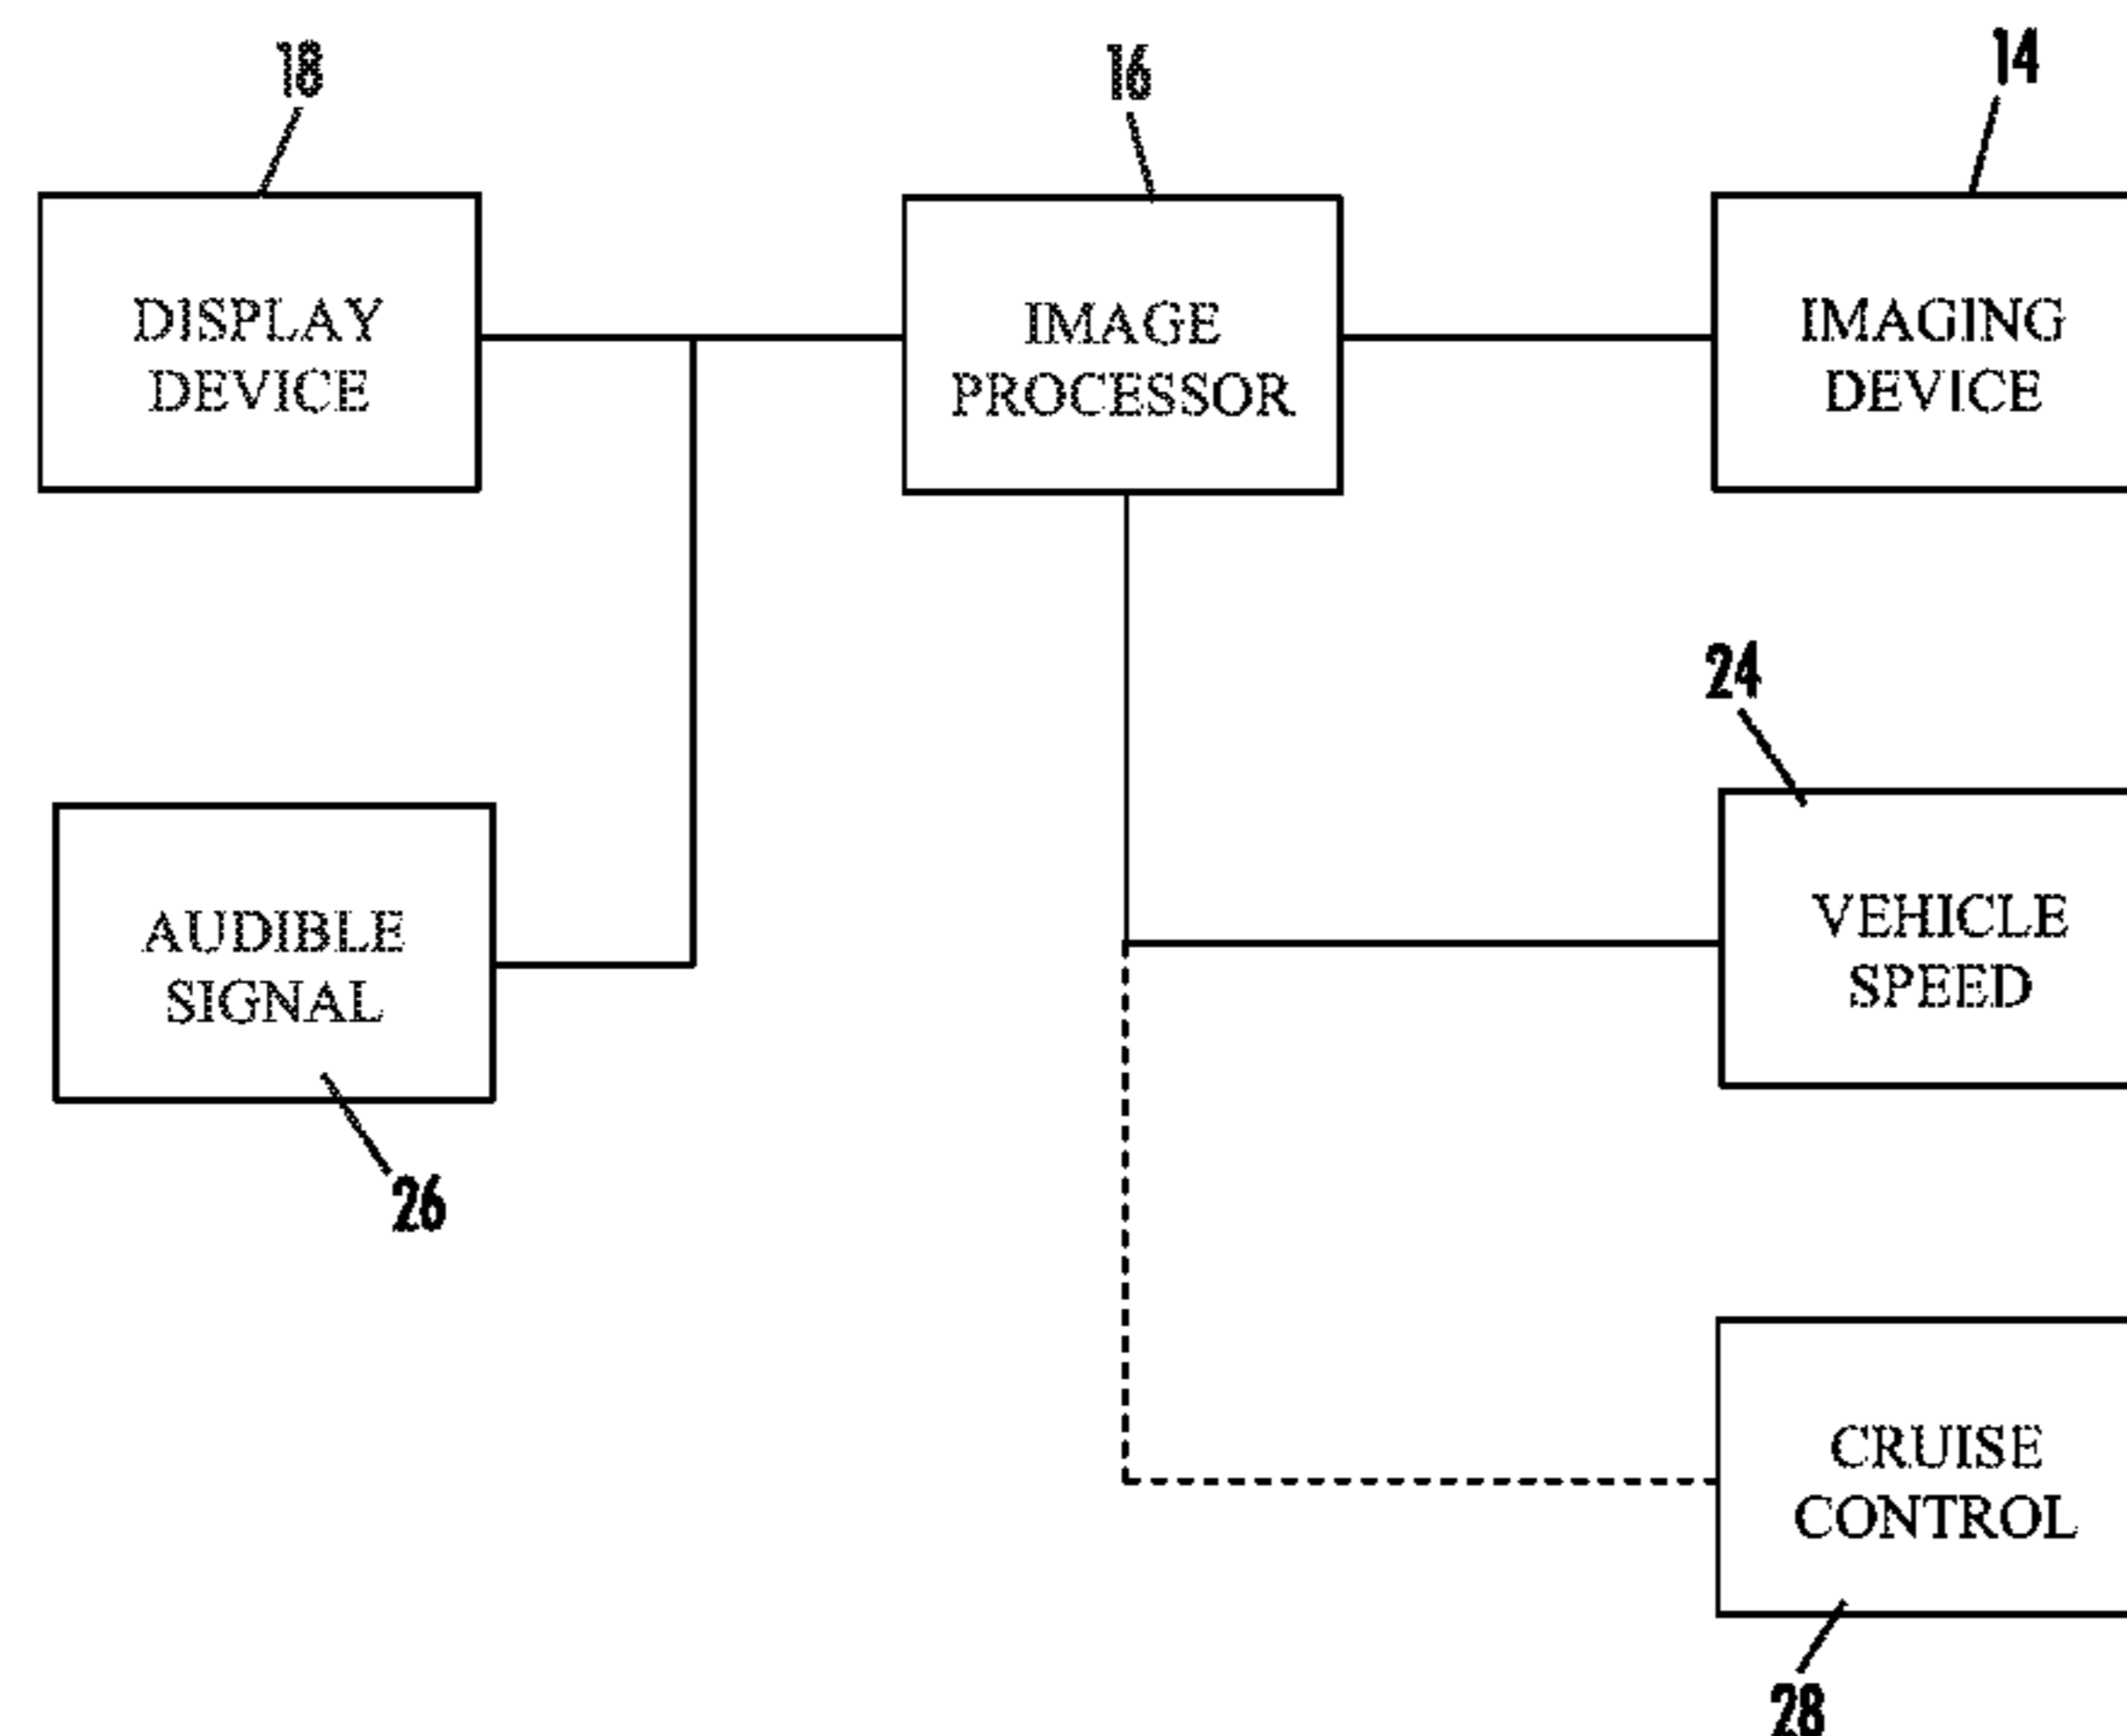 18
16
14
DISPLAY
DEVICE
IMAGE
PROCESSOR
IMAGING
DEVICE
24
AUDIBLE
SIGNAL
VEHICLE
SPEED
26
CRUISE
CONTROL
28